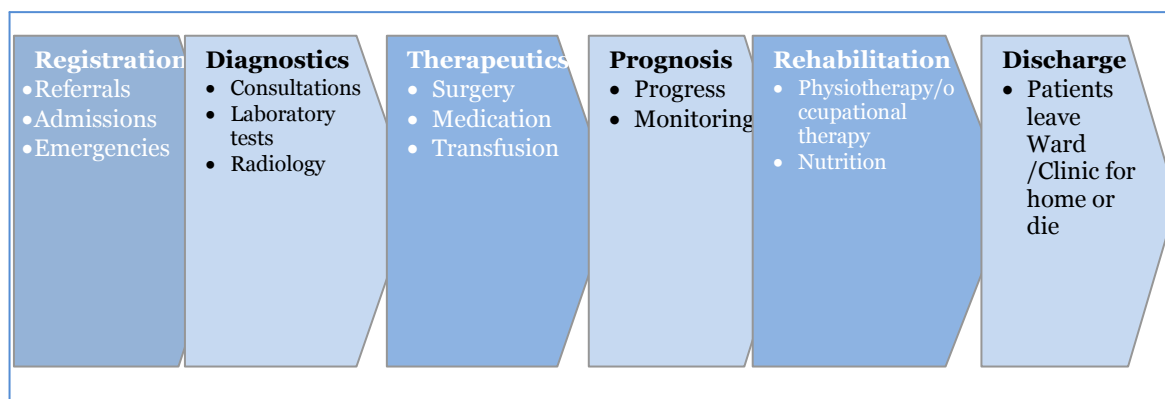 Registration
•Referrals
•Admissions
•Emergencies
Diagnostics
• Consultations
• Laboratory
tests
• Radiology
Therapeutics
• Surgery
• Medication
• Transfusion
Prognosis
• Progress
• Monitoring
Rehabilitation
• Physiotherapy/o
ccupational
therapy
• Nutrition
Discharge
• Patients
leave
Ward
/Clinic for
home or
die